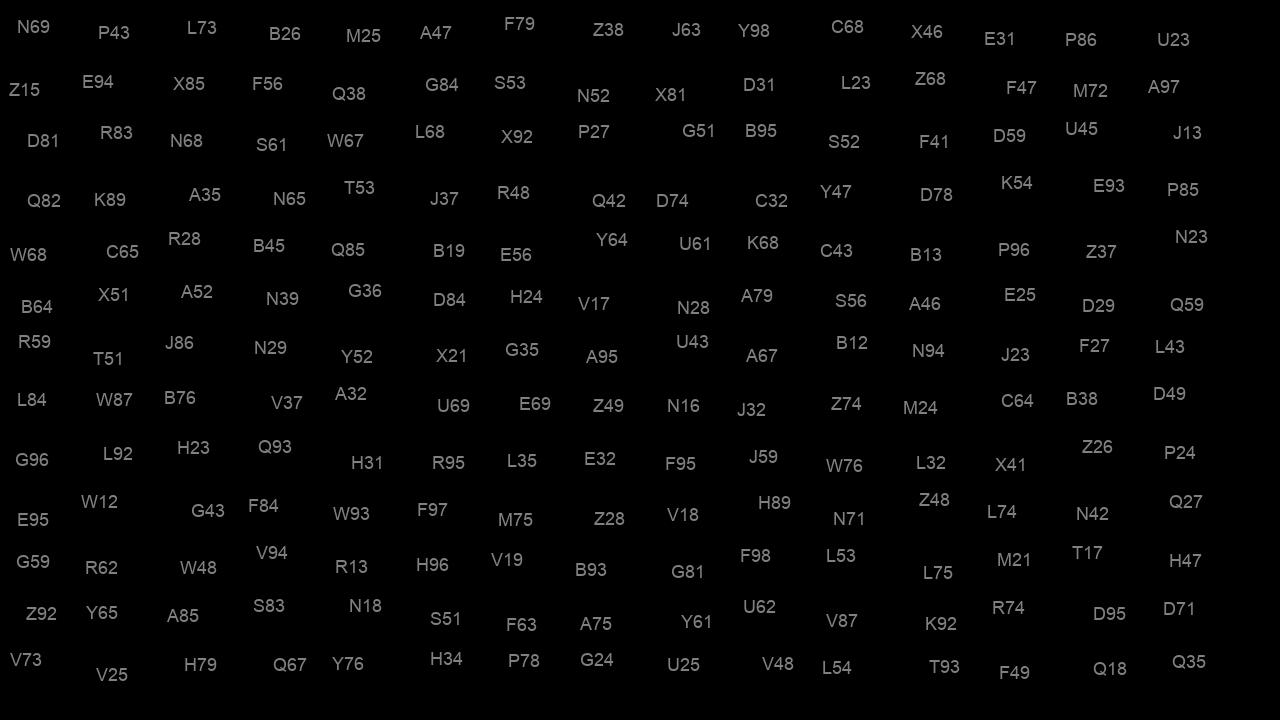 N69 P43 L73 B26 M25 A47 F79 Z38 J63 Y98 C68 X46 E31 P86 U23
Z15 E94 X85 F56 Q38 G84 S53 N52 X81 D31 L23 Z68 F47 M72 A97
D81 R83 N68 S61 W67 L68 X92 P27 G51 B95 S52 F41 D59 U45 J13
Q82 K89 A35 N65 T53 J37 R48 Q42 D74 C32 Y47 D78 K54 E93 P85
W68 C65 R28 B45 Q85 B19 E56 Y64 U61 K68 C43 B13 P96 Z37 N23
B64 X51 A52 N39 G36 D84 H24 V17 N28 A79 S56 A46 E25 D29 Q59
R59 T51 J86 N29 Y52 X21 G35 A95 U43 A67 B12 N94 J23 F27 L43
L84 W87 B76 V37 A32 U69 E69 Z49 N16 J32 Z74 M24 C64 B38 D49
G96 L92 H23 Q93 H31 R95 L35 E32 F95 J59 W76 L32 X41 Z26 P24
E95 W12 G43 F84 W93 F97 M75 Z28 V18 H89 N71 Z48 L74 N42 Q27
G59 R62 W48 V94 R13 H96 V19 B93 G81 F98 L53 L75 M21 T17 H47
Z92 Y65 A85 S83 N18 S51 F63 A75 Y61 U62 V87 K92 R74 D95 D71
V73 V25 H79 Q67 Y76 H34 P78 G24 U25 V48 L54 T93 F49 Q18 Q35